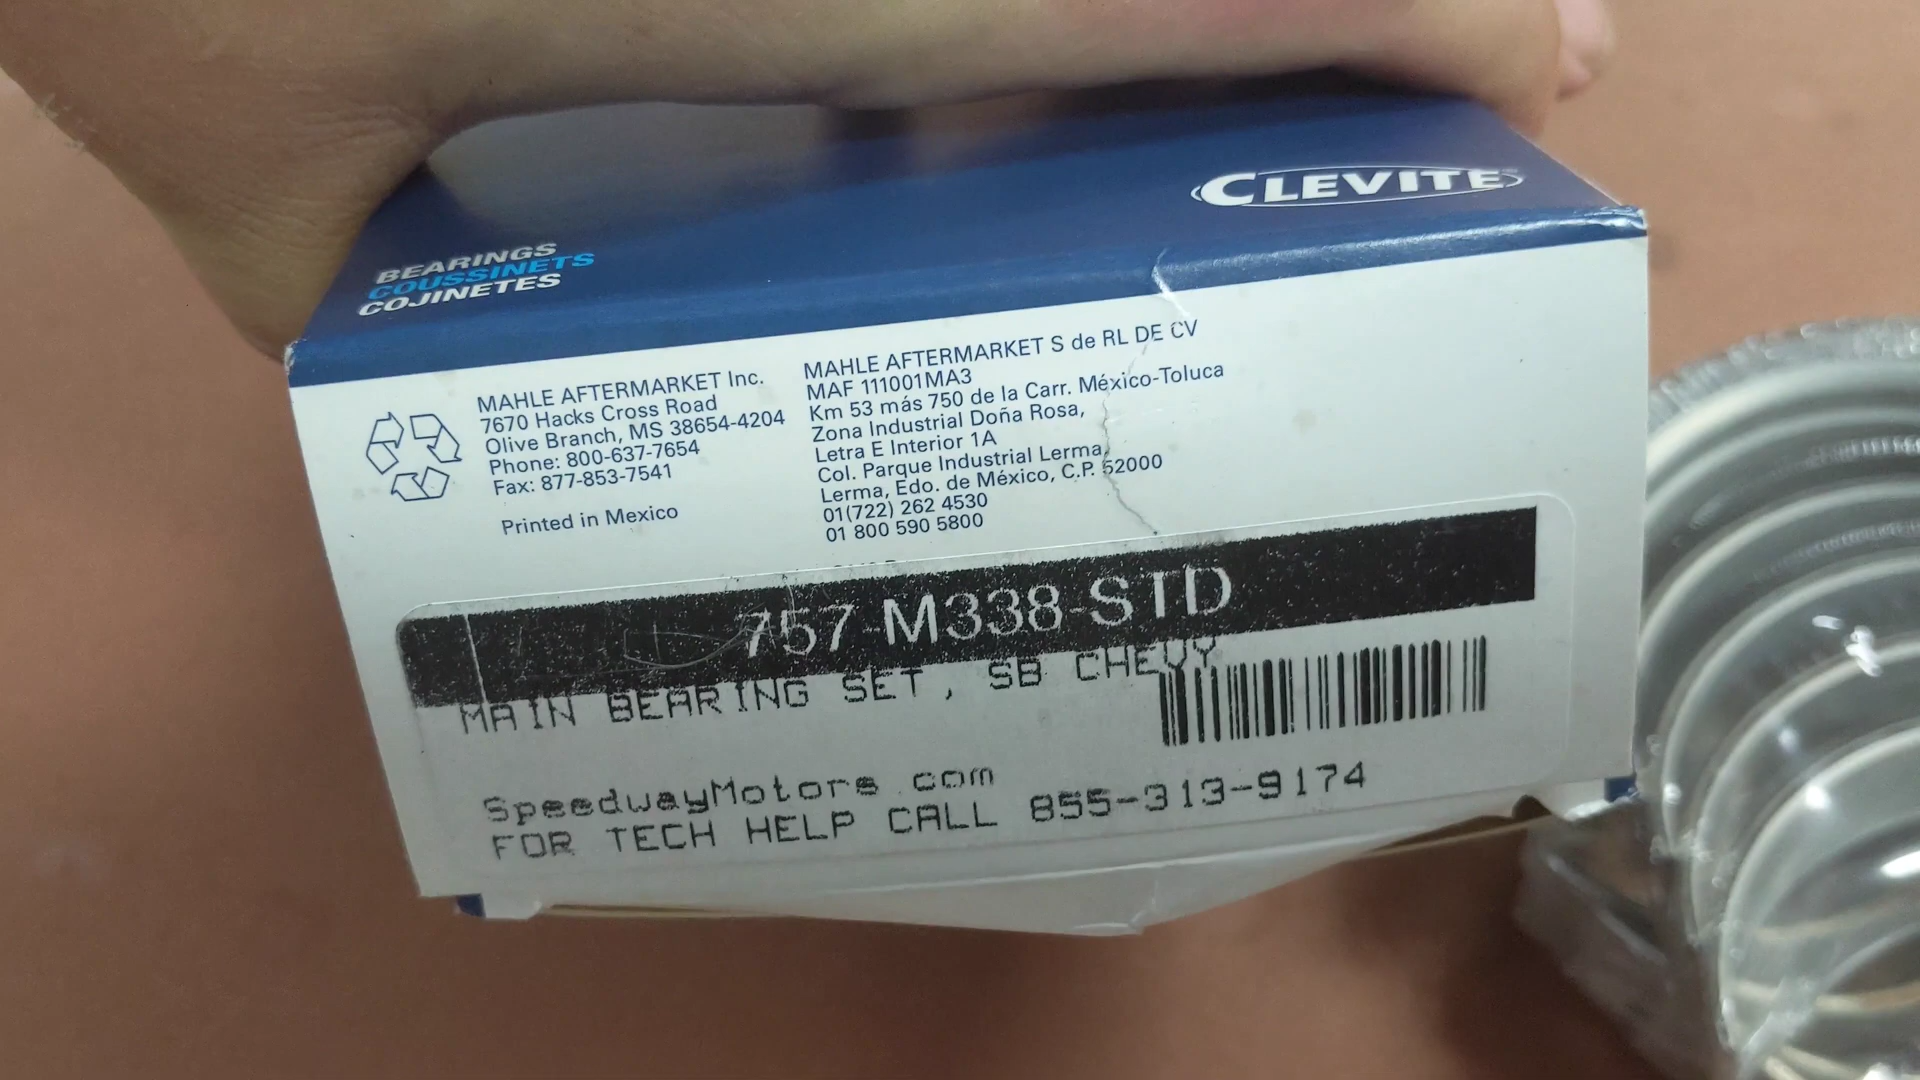 CLEVITE
BEARINGS
COUSSINETS
COJINETES
MAHLE AFTERMARKET Inc.
7670 Hacks Cross Road
Olive Branch, MS 38654-4204
Phone: 800-637-7654
Fax: 877-853-7541
Printed in Mexico
MAHLE AFTERMARKET S de RL DE CV
MAF 111001MA3
Km 53 más 750 de la Carr. México-Toluca
Zona Industrial Doña Rosa,
Letra E Interior 1A
Col. Parque Industrial Lerma,
Lerma, Edo. de México, C.P. 52000
01(722) 262 4530
01 800 590 5800
757-M338-STD
MAIN BEARING SET, SB CHEVY
SpeedwayMotors.com
FOR TECH HELP CALL 855-313-9174